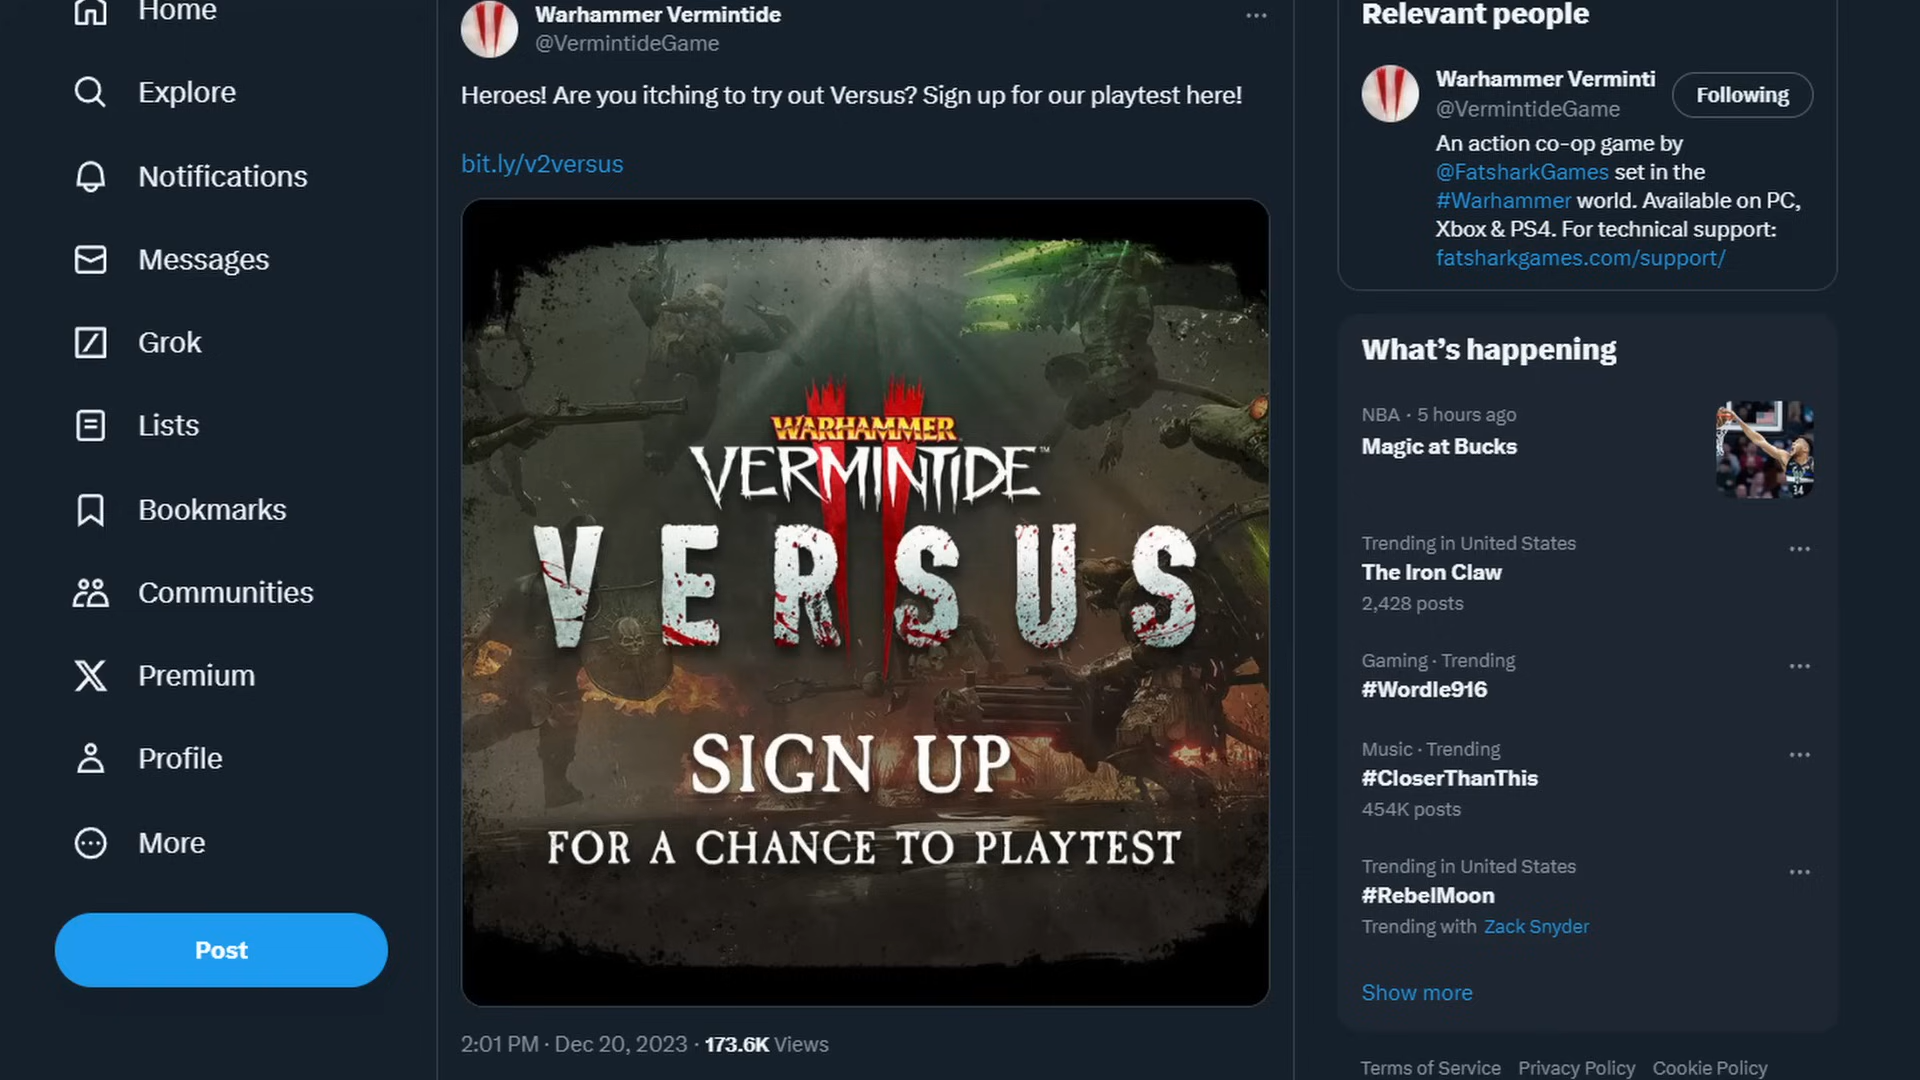 Home
Explore
Notifications
Messages
Grok
Lists
Bookmarks
Communities
Premium
Profile
More
Post
Warhammer Vermintide
@VermintideGame
Heroes! Are you itching to try out Versus? Sign up for our playtest here!
bit.ly/v2versus
WARHAMMER
VERMINTIDE™
VERSUS
SIGN UP
FOR A CHANCE TO PLAYTEST
2:01 PM · Dec 20, 2023 · 173.6K Views
Relevant people
Warhammer Verminti
@VermintideGame
Following
An action co-op game by
@FatsharkGames set in the
#Warhammer world. Available on PC,
Xbox & PS4. For technical support:
fatsharkgames.com/support/
What's happening
NBA · 5 hours ago
Magic at Bucks
34
Trending in United States
The Iron Claw
2,428 posts
Gaming · Trending
#Wordle916
Music · Trending
#CloserThanThis
454K posts
Trending in United States
#RebelMoon
Trending with Zack Snyder
Show more
Terms of Service Privacy Policy Cookie Policy